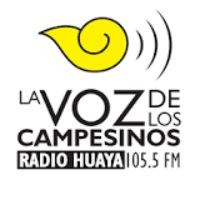 LA VOZ DE LOS
CAMPESINOS
RADIO HUAYA 105.5 FM